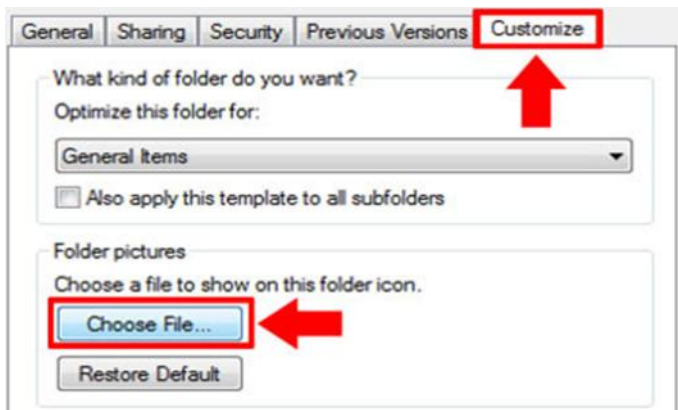 General Sharing Security Previous Versions Customize
What kind of folder do you want?
Optimize this folder for:
General Items
Also apply this template to all subfolders
Folder pictures
Choose a file to show on this folder icon.
Choose File...
Restore Default